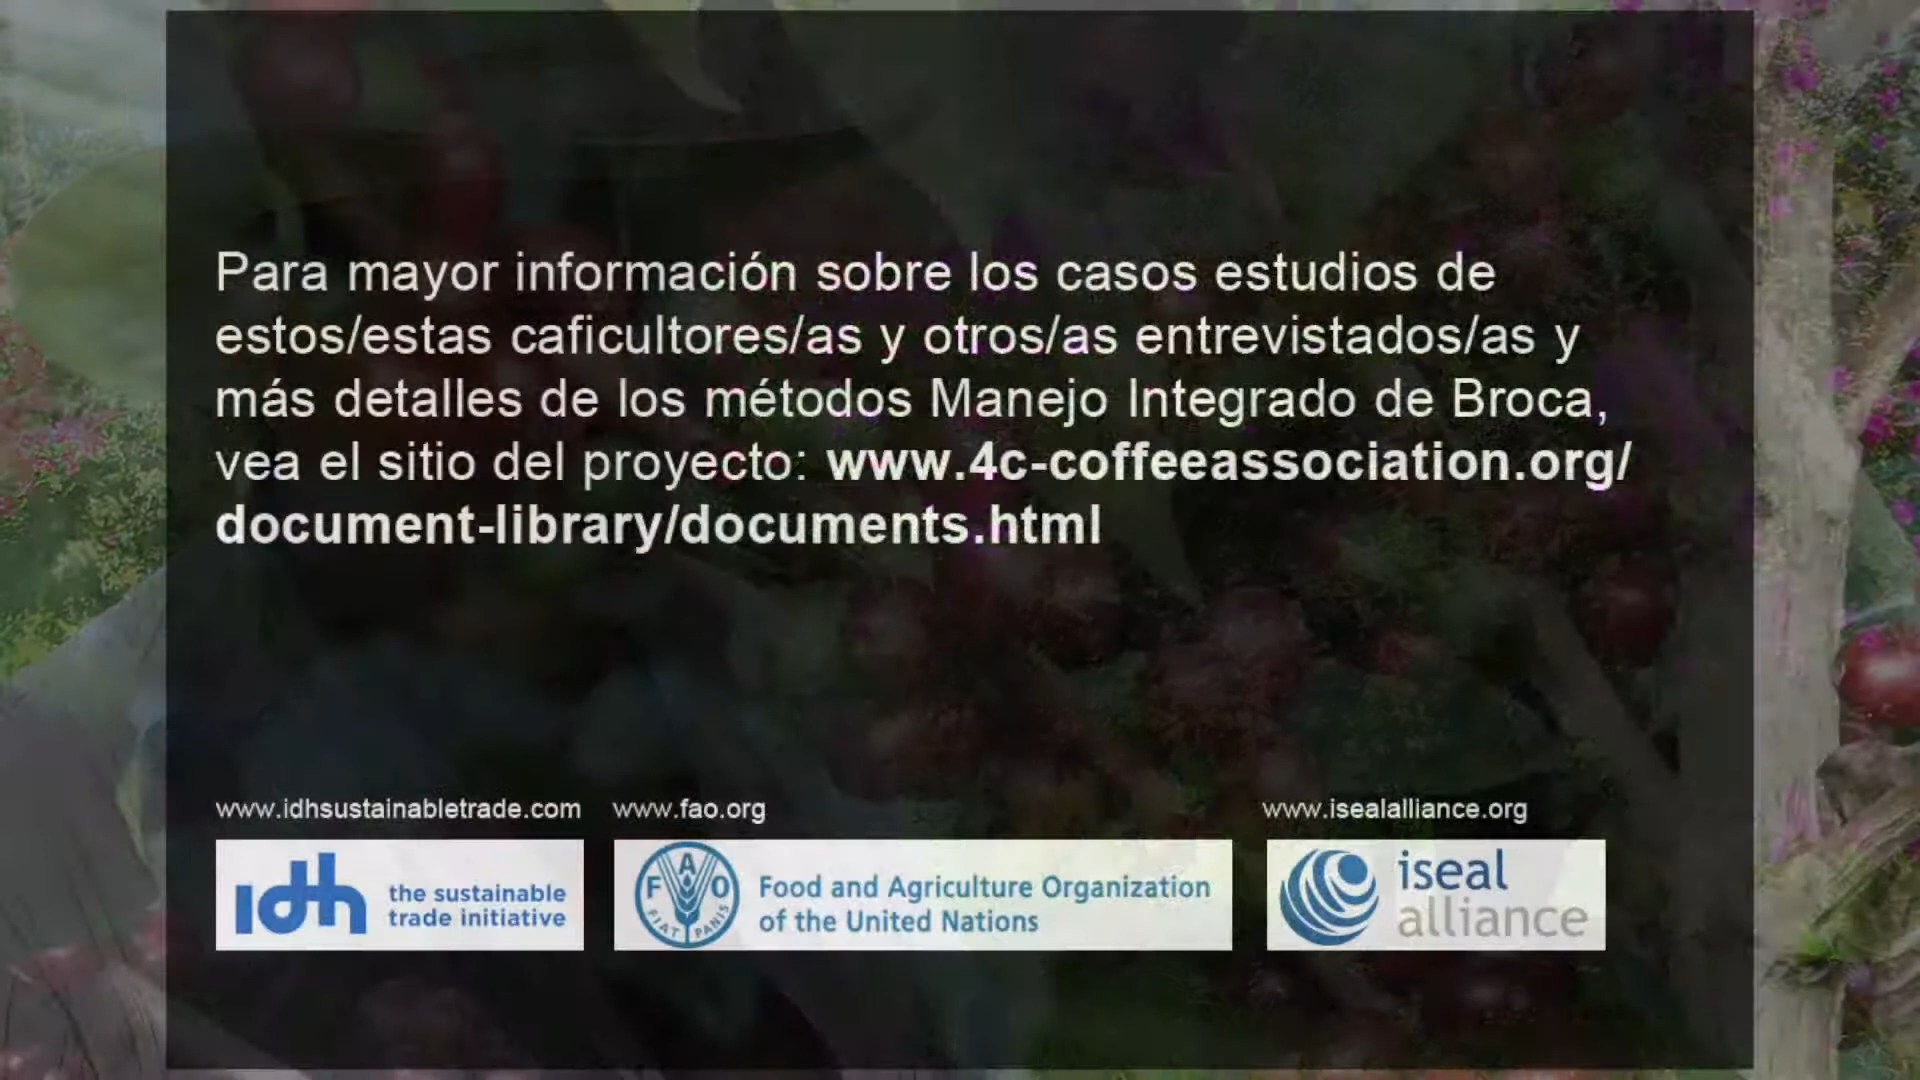 Para mayor información sobre los casos estudios de
estos/estas caficultores/as y otros/as entrevistados/as y
más detalles de los métodos Manejo Integrado de Broca,
vea el sitio del proyecto: www.4c-coffeeassociation.org/
document-library/documents.html
www.idhsustainabletrade.com www.fao.org www.isealalliance.org
idh the sustainable
trade initiative
FAO
FIAT PANIS
Food and Agriculture Organization
of the United Nations
iseal
alliance